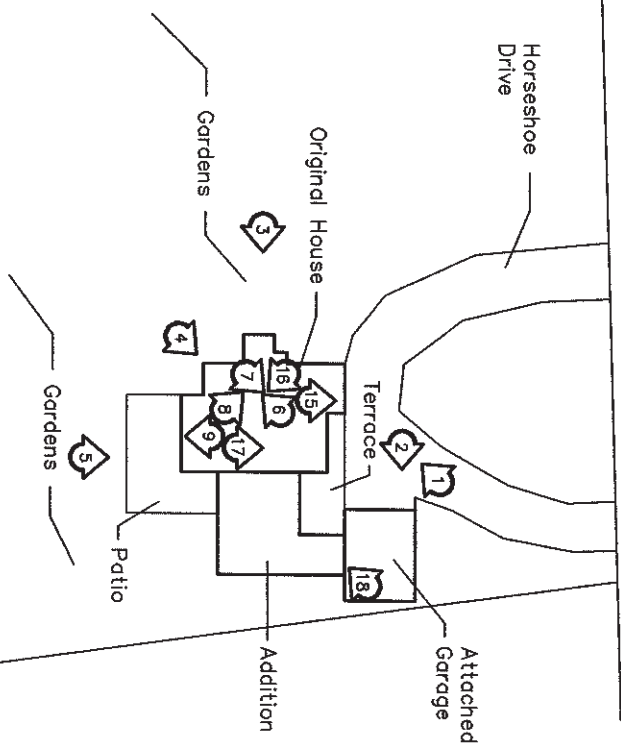 Horseshoe
Drive
Gardens
Original House
3
4
Gardens
5
Patio
7
16
15
6
8
9
17
Terrace
2
1
18
Addition
Attached
Garage